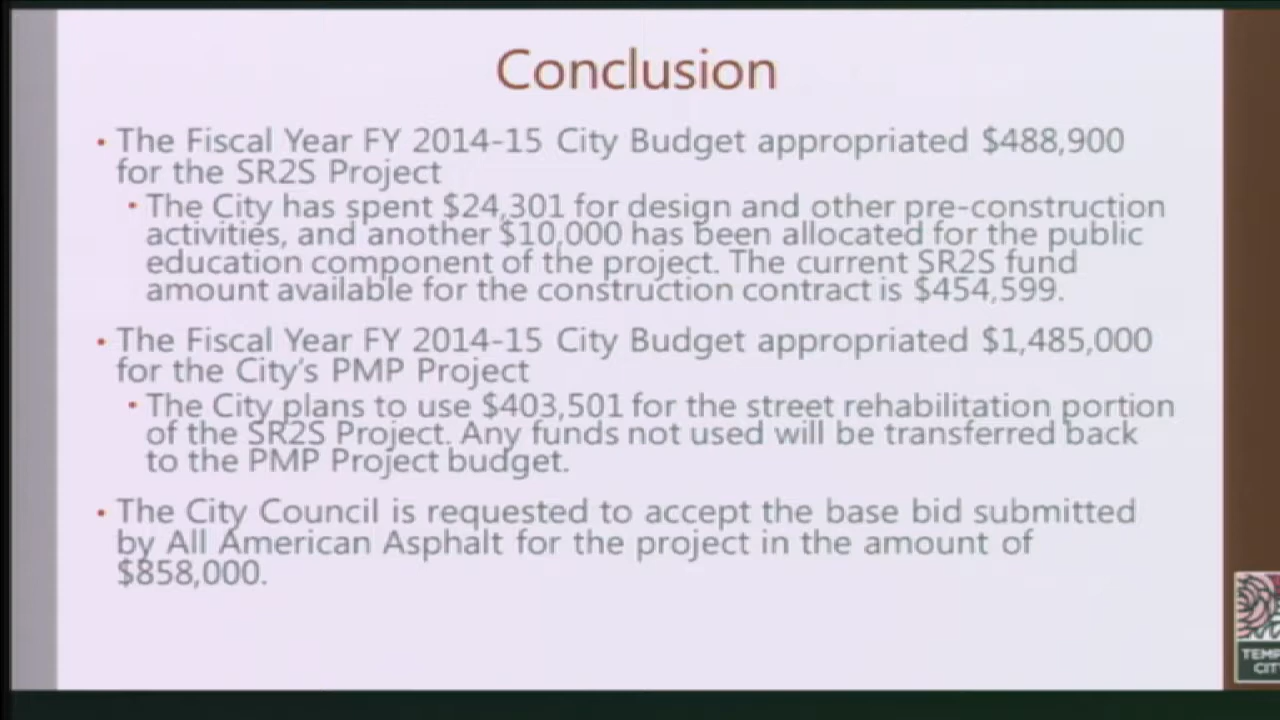 Conclusion
• The Fiscal Year FY 2014-15 City Budget appropriated $488,900
for the SR2S Project
• The City has spent $24,301 for design and other pre-construction
activities, and another $10,000 has been allocated for the public
education component of the project. The current SR2S fund
amount available for the construction contract is $454,599.
• The Fiscal Year FY 2014-15 City Budget appropriated $1,485,000
for the City's PMP Project
• The City plans to use $403,501 for the street rehabilitation portion
of the SR2S Project. Any funds not used will be transferred back
to the PMP Project budget.
• The City Council is requested to accept the base bid submitted
by All American Asphalt for the project in the amount of
$858,000.
CITY